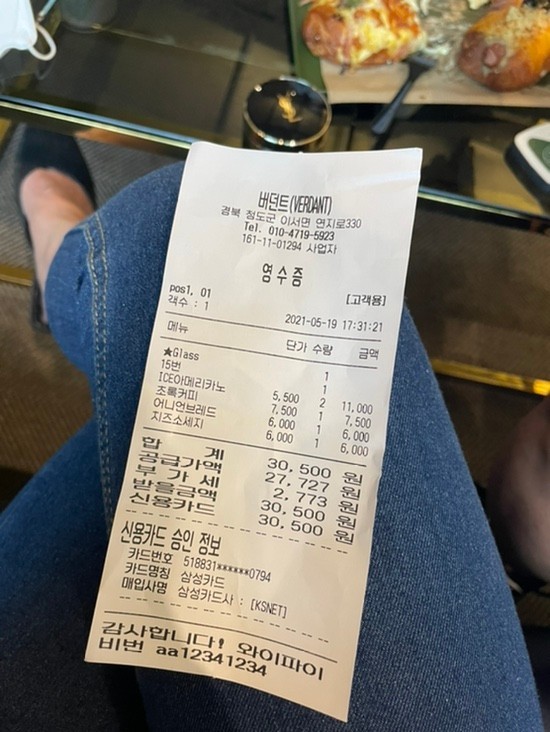 버던트(VERDANT)
경북 청도군 이서면 연지로330
Tel. 010-4719-5923
161-11-01294 사업자
영수증
pos1, 01 [고객용]
객수 : 1 2021-05-19 17:31:21
메뉴 단가 수량 금액
★Glass 1
15번 1
ICE아메리카노 5,500 2 11,000
초록커피 7,500 1 7,500
어니언브레드 6,000 1 6,000
치즈소세지 6,000 1 6,000
합 계 30,500 원
공급가액 27,727 원
부 가 세 2,773 원
받을금액 30,500 원
신용카드 30,500 원
신용카드 승인 정보
카드번호 518831******0794
카드명칭 삼성카드
매입사명 삼성카드사 : [KSNET]
감사합니다! 와이파이
비번 aa12341234